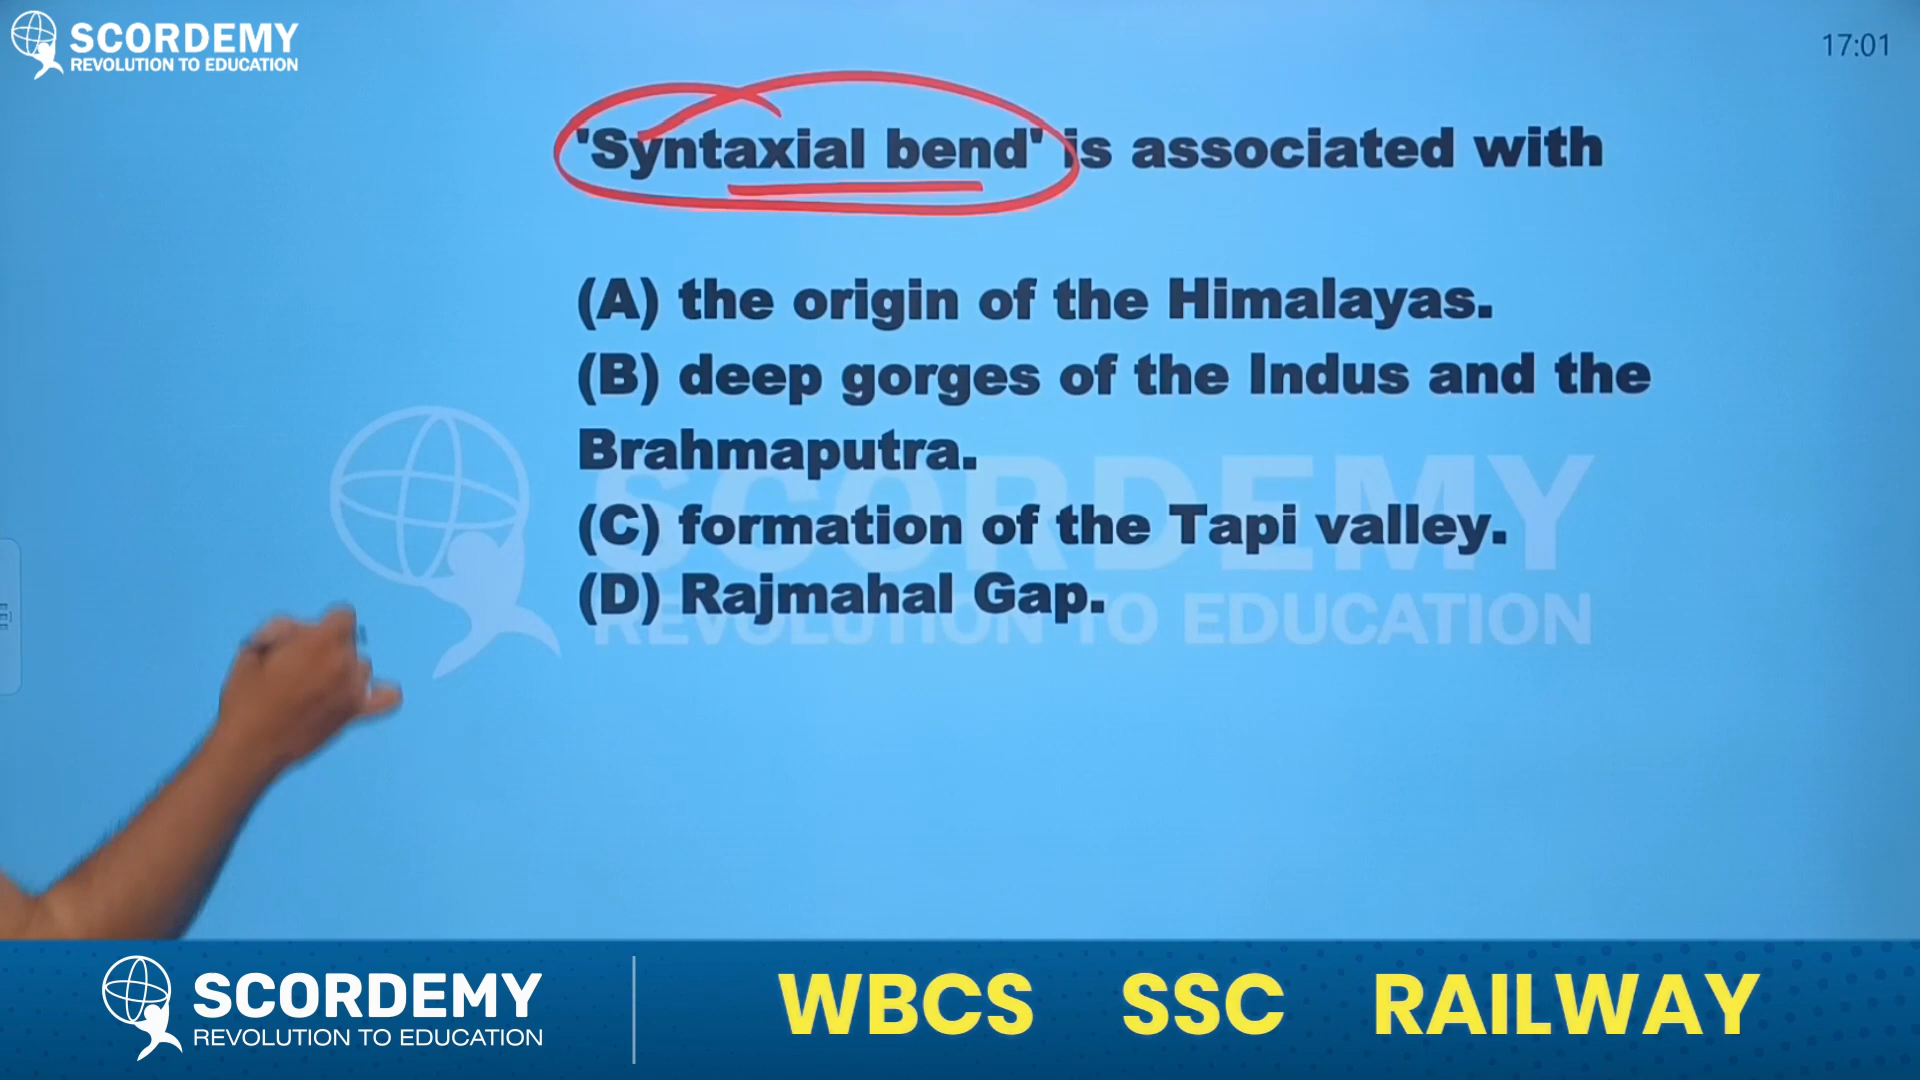 SCORDEMY
REVOLUTION TO EDUCATION
17:01
'Syntaxial bend' is associated with
(A) the origin of the Himalayas.
(B) deep gorges of the Indus and the
Brahmaputra.
(C) formation of the Tapi valley.
(D) Rajmahal Gap.
SCORDEMY
REVOLUTION TO EDUCATION
SCORDEMY
REVOLUTION TO EDUCATION
WBCS SSC RAILWAY